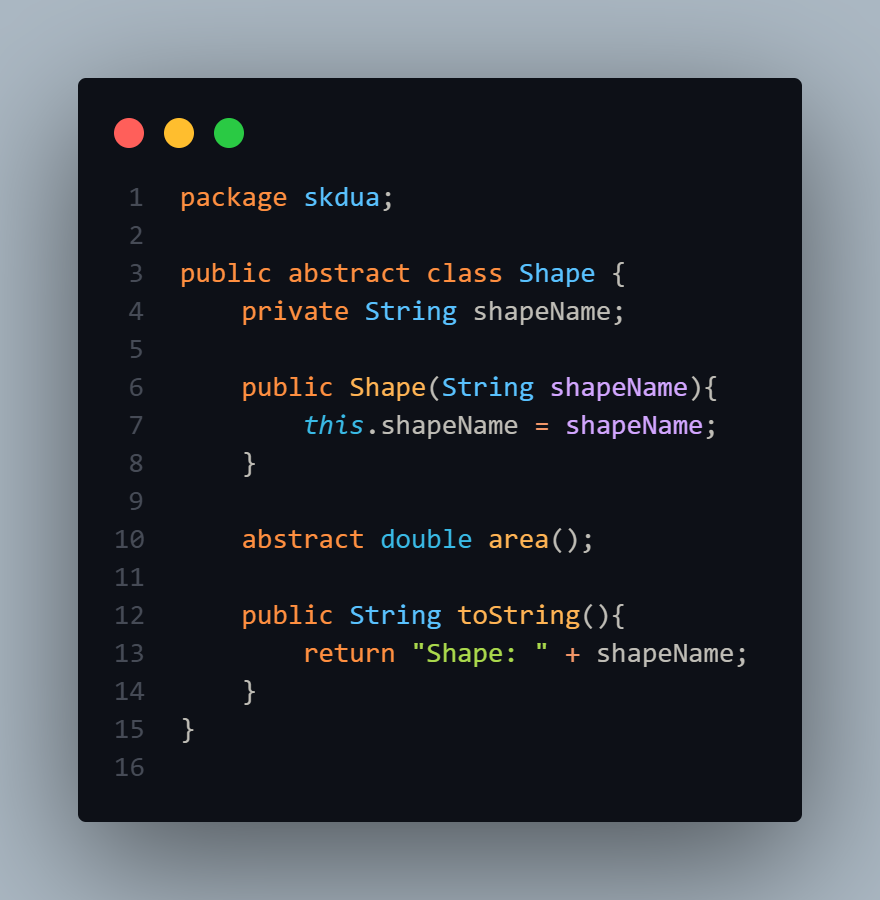 1 package skdua;
2
3 public abstract class Shape {
4     private String shapeName;
5
6     public Shape(String shapeName){
7         this.shapeName = shapeName;
8     }
9
10     abstract double area();
11
12     public String toString(){
13         return "Shape: " + shapeName;
14     }
15 }
16